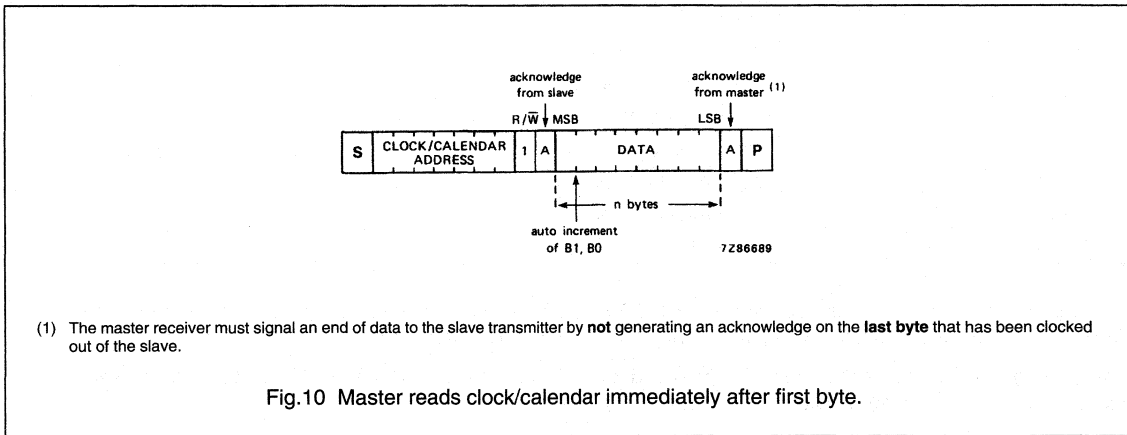 acknowledge
from slave
acknowledge
from master (1)
R/W̅ MSB
LSB
S
CLOCK/CALENDAR
ADDRESS
1
A
DATA
A
P
n bytes
auto increment
of B1, B0
7Z86689
(1) The master receiver must signal an end of data to the slave transmitter by not generating an acknowledge on the last byte that has been clocked
out of the slave.
Fig.10 Master reads clock/calendar immediately after first byte.